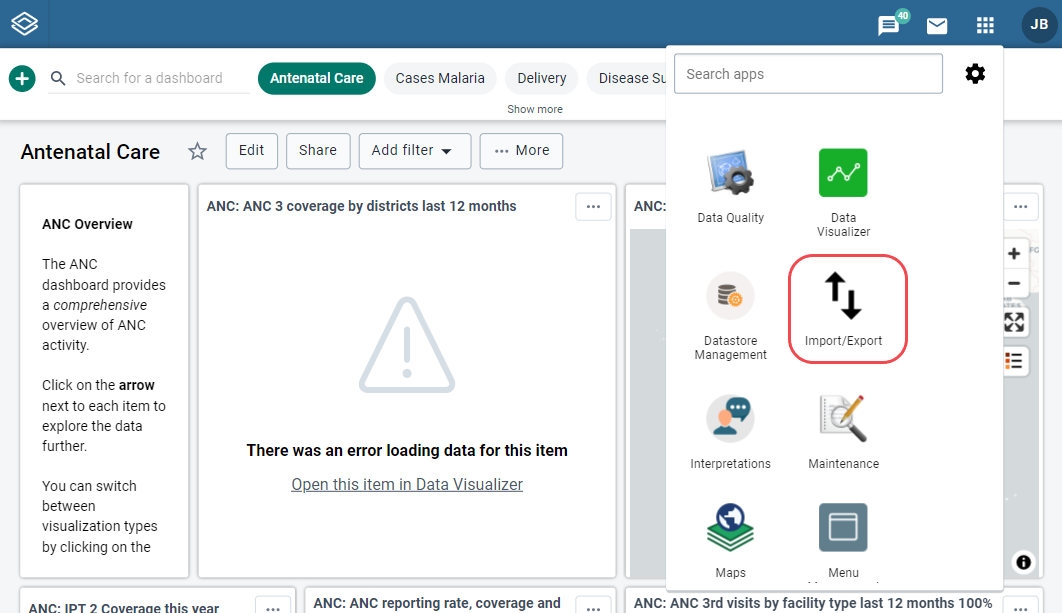 40
JB
Search for a dashboard
Antenatal Care
Cases Malaria
Delivery
Disease Su
Show more
Search apps
Antenatal Care
Edit
Share
Add filter
More
ANC Overview
The ANC
dashboard provides
a comprehensive
overview of ANC
activity.
Click on the arrow
next to each item to
explore the data
further.
You can switch
between
visualization types
by clicking on the
ANC: ANC 3 coverage by districts last 12 months
There was an error loading data for this item
Open this item in Data Visualizer
ANC:
Data Quality
Data
Visualizer
Datastore
Management
Import/Export
Interpretations
Maintenance
Maps
Menu
ANC: IPT 2 Coverage this year
ANC: ANC reporting rate, coverage and
ANC: ANC 3rd visits by facility type last 12 months 100%